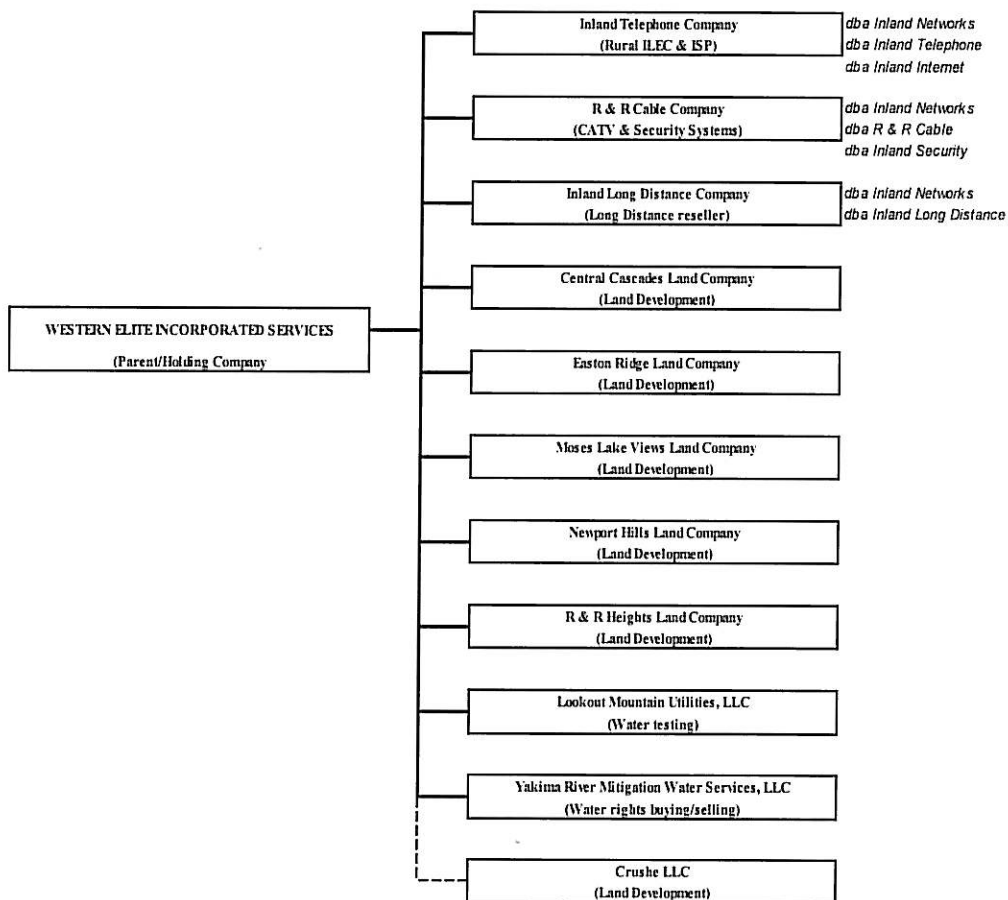 Inland Telephone Company
(Rural ILEC & ISP)
dba Inland Networks
dba Inland Telephone
dba Inland Internet
R & R Cable Company
(CATV & Security Systems)
dba Inland Networks
dba R & R Cable
dba Inland Security
Inland Long Distance Company
(Long Distance reseller)
dba Inland Networks
dba Inland Long Distance
Central Cascades Land Company
(Land Development)
WESTERN ELITE INCORPORATED SERVICES
(Parent/Holding Company
Easton Ridge Land Company
(Land Development)
Moses Lake Views Land Company
(Land Development)
Newport Hills Land Company
(Land Development)
R & R Heights Land Company
(Land Development)
Lookout Mountain Utilities, LLC
(Water testing)
Yakima River Mitigation Water Services, LLC
(Water rights buying/selling)
Crushe LLC
(Land Development)